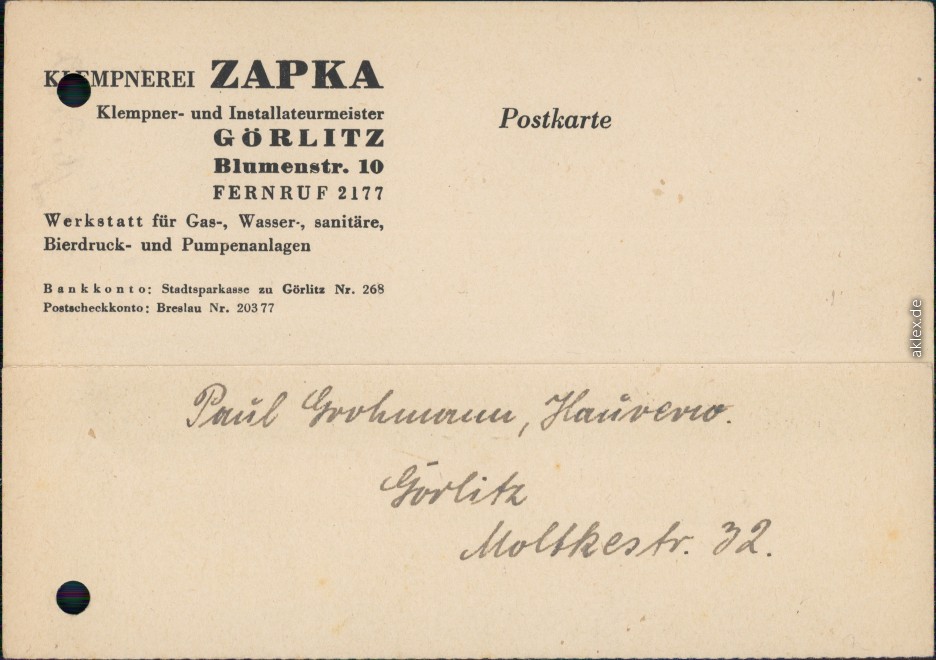 KLEMPNEREI ZAPKA
Klempner- und Installateurmeister
GÖRLITZ
Blumenstr. 10
FERNRUF 2177
Werkstatt für Gas-, Wasser-, sanitäre,
Bierdruck- und Pumpenanlagen
Bankkonto: Stadtsparkasse zu Görlitz Nr. 268
Postscheckkonto: Breslau Nr. 20377
Postkarte
Paul Grohmann, Hausverw.
Görlitz
Moltkestr. 32.
aklex.de